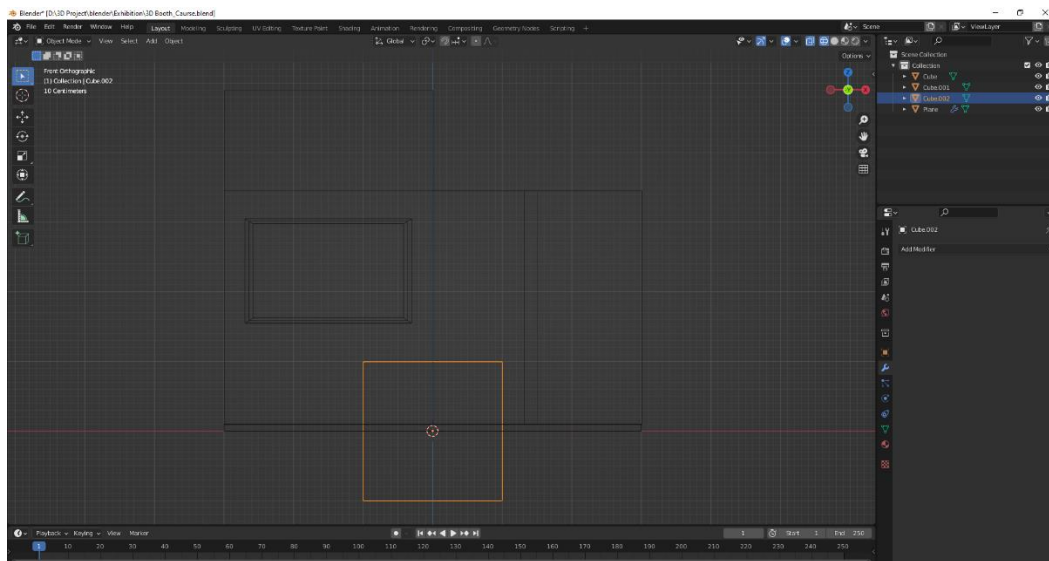 Blender* [D:\3D Project\blender\Exhibition\3D Booth_Caurse.blend]
File Edit Render Window Help Layout Modeling Sculpting UV Editing Texture Paint Shading Animation Rendering Compositing Geometry Nodes Scripting + Scene ViewLayer
Object Mode View Select Add Object Global
Options
Scene Collection
Collection
Cube
Cube.001
Cube.002
Plane
Front Orthographic
(1) Collection | Cube.002
10 Centimeters
Cube.002
Add Modifier
Playback Keying View Marker 1 Start 1 End 250
1 10 20 30 40 50 60 70 80 90 100 110 120 130 140 150 160 170 180 190 200 210 220 230 240 250